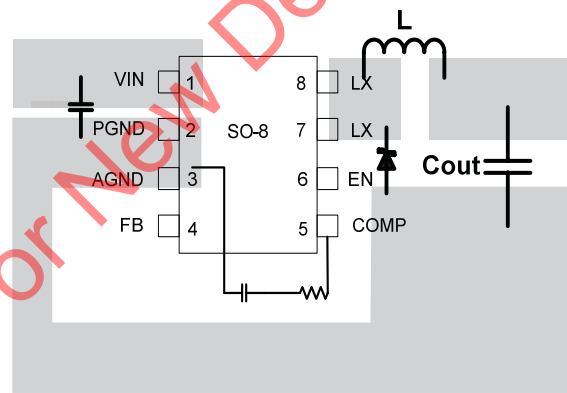 L
VIN 1
8 LX
PGND 2
SO-8
7 LX
AGND 3
6 EN
Cout
FB 4
5 COMP
or New De